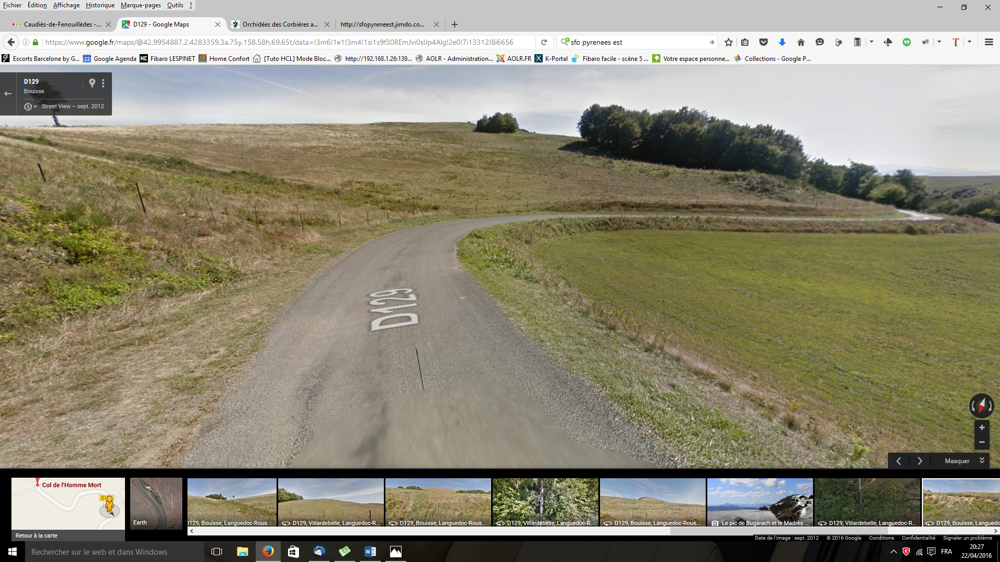 Fichier Édition Affichage Historique Marque-pages Outils ?
Caudiès-de-Fenouillèdes -... D129 - Google Maps Orchidées des Corbières a... http://sfopyreneest.jimdo.co...
https://www.google.fr/maps/@42.9954887,2.4283359,3a,75y,158.58h,69.65t/data=!3m6!1e1!3m4!1si1s9f30REmJvi0slJp4AIg!2e0!7i13312!8i6656 sfo pyrenees est
Escorts Barcelone by G... 22 Google Agenda HC Fibaro LESPINET Home Confort [Tuto HCL] Mode Bloc... http://192.168.1.26:139... AOLR - Administration... AOLR.FR K-Portal Fibaro facile - scène 5 ... Votre espace personne... Collections - Google P...
D129
Bouisse
Street View – sept. 2012
D129
Masquer
Col de l'Homme Mort
Earth
D129, Bouisse, Languedoc-Rous... D129, Villardebelle, Languedoc-R... D129, Bouisse, Languedoc-Rous... D129, Villardebelle, Languedoc-R... D129, Bouisse, Languedoc-Rous... Le pic de Bugarach et le Madrès ... D129, Villardebelle, Languedoc-R... D129, Bouisse, Languedo
Retour à la carte
Date de l'image : sept. 2012 © 2016 Google Conditions Confidentialité Signaler un problème
Rechercher sur le web et dans Windows FRA 20:27
22/04/2016